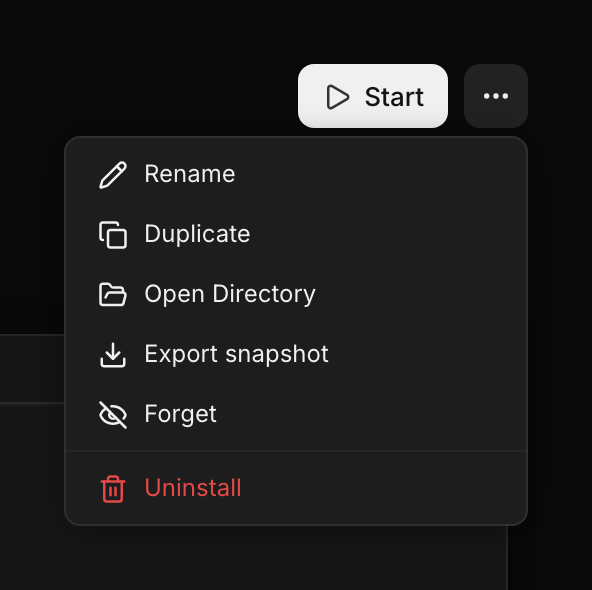 Start
Rename
Duplicate
Open Directory
Export snapshot
Forget
Uninstall